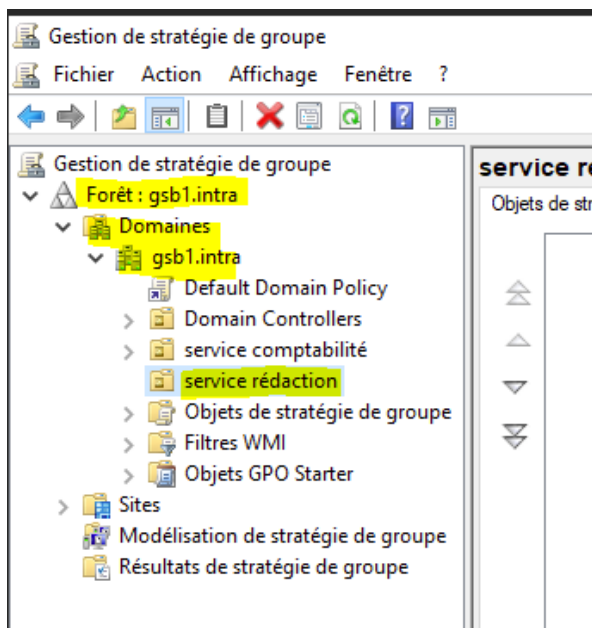 Gestion de stratégie de groupe
Fichier Action Affichage Fenêtre ?
Gestion de stratégie de groupe
Forêt : gsb1.intra
Domaines
gsb1.intra
Default Domain Policy
Domain Controllers
service comptabilité
service rédaction
Objets de stratégie de groupe
Filtres WMI
Objets GPO Starter
Sites
Modélisation de stratégie de groupe
Résultats de stratégie de groupe
service ré
Objets de str